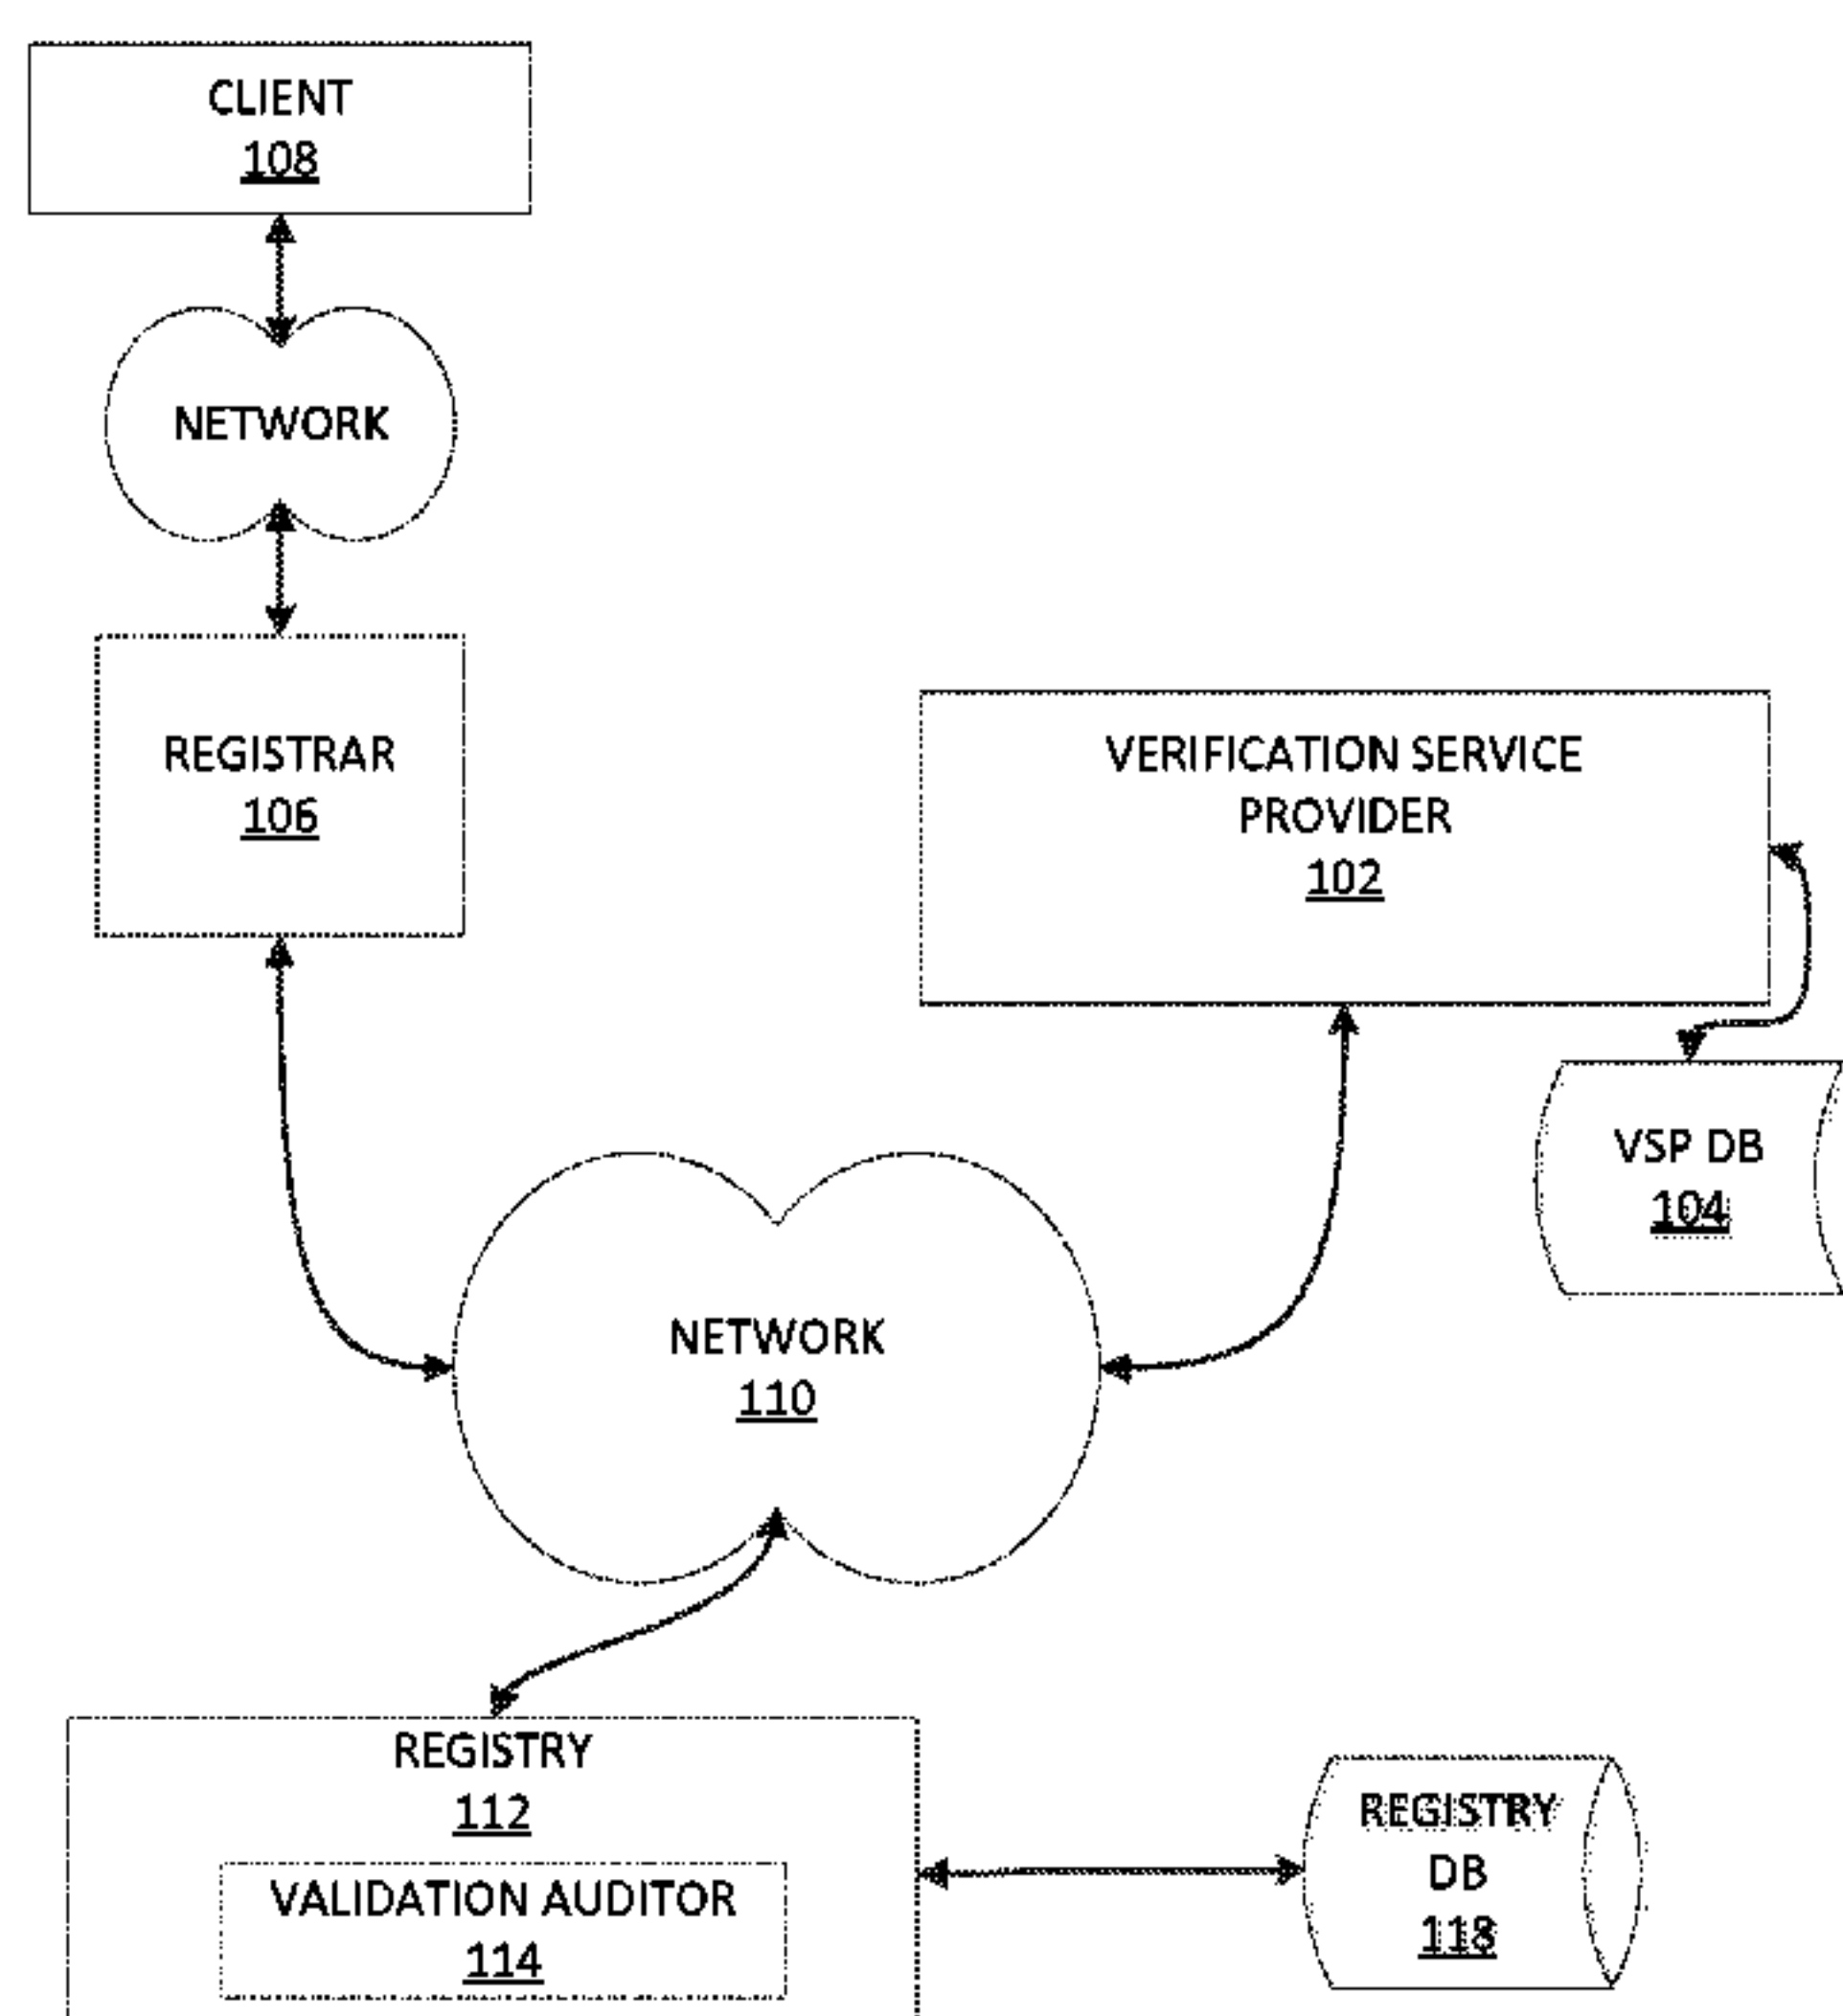 CLIENT
108
NETWORK
REGISTRAR
106
VERIFICATION SERVICE
PROVIDER
102
VSP DB
104
NETWORK
110
REGISTRY
112
VALIDATION AUDITOR
114
REGISTRY
DB
118